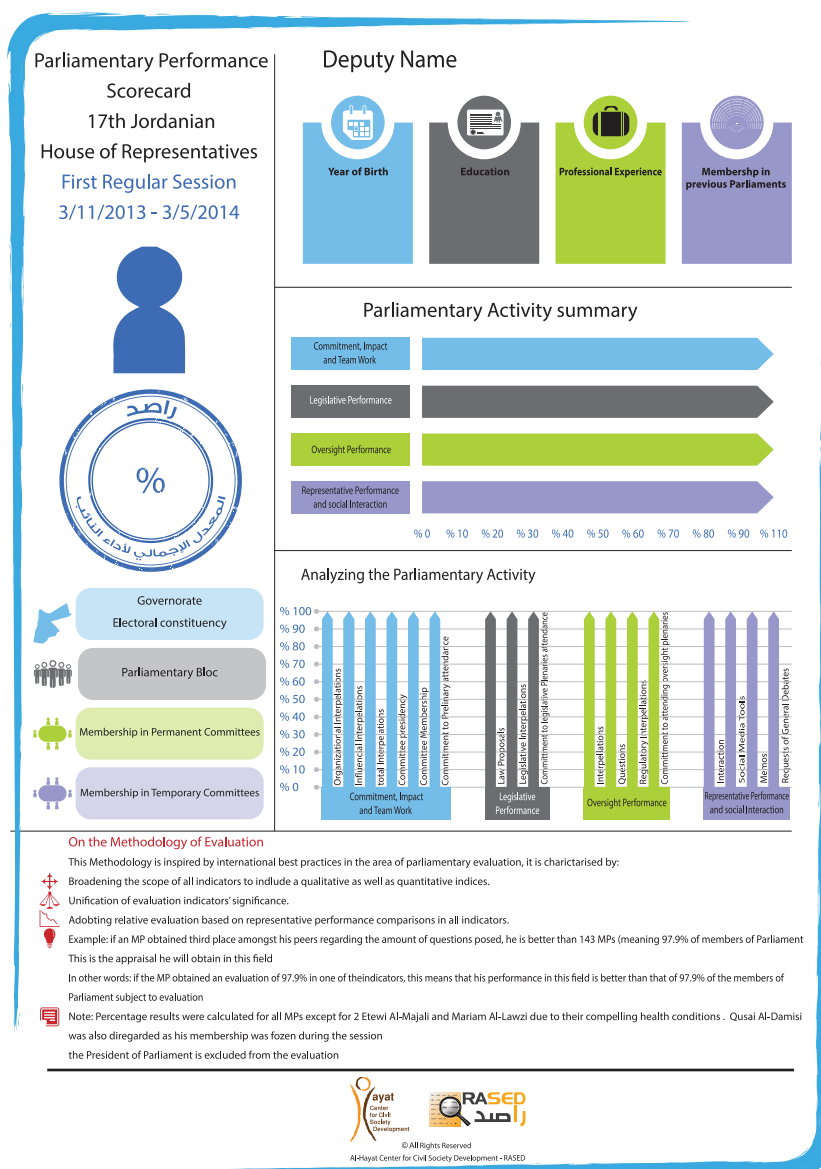 Parliamentary Performance
Scorecard
17th Jordanian
House of Representatives
First Regular Session
3/11/2013 - 3/5/2014
راصد
%
المعدل الإجمالي لأداء النائب
Governorate
Electoral constituency
Parliamentary Bloc
Membership in Permanent Committees
Membership in Temporary Committees
Deputy Name
Year of Birth
Education
Professional Experience
Membershp in
previous Parliaments
Parliamentary Activity summary
Commitment, Impact
and Team Work
Legislative Performance
Oversight Performance
Representative Performance
and social Interaction
% 0 % 10 % 20 % 30 % 40 % 50 % 60 % 70 % 80 % 90 % 110
Analyzing the Parliamentary Activity
% 100
% 90
% 80
% 70
% 60
% 50
% 40
% 30
% 20
% 10
% 0
Organizational Interpelations
Influencial Interpelations
total Interpelations
Committee presidency
Committee Membership
Commitment to Prelinary attendance
Commitment, Impact
and Team Work
Law Proposals
Legislative Interpelations
Commitment to legislative Plenaries attendance
Legislative
Performance
Interpellations
Questions
Regulatory Interpellations
Commitment to attending oversight plenaries
Oversight Performance
Interaction
Social Media Tools
Memos
Requests of General Debates
Representative Performance
and social Interaction
On the Methodology of Evaluation
This Methodology is inspired by international best practices in the area of parliamentary evaluation, it is charictarised by:
Broadening the scope of all indicators to indlude a qualitative as well as quantitative indices.
Unification of evaluation indicators' significance.
Adobting relative evaluation based on representative performance comparisons in all indicators.
Example: if an MP obtained third place amongst his peers regarding the amount of questions posed, he is better than 143 MPs (meaning 97.9% of members of Parliament
This is the appraisal he will obtain in this field
In other words: if the MP obtained an evaluation of 97.9% in one of theindicators, this means that his performance in this field is better than that of 97.9% of the members of
Parliament subject to evaluation
Note: Percentage results were calculated for all MPs except for 2 Etewi Al-Majali and Mariam Al-Lawzi due to their compelling health conditions . Qusai Al-Damisi
was also diregarded as his membership was fozen during the session
the President of Parliament is excluded from the evaluation
ayat
Center
for Civil
Society
Development
RASED
راصد
© All Rights Reserved
Al-Hayat Center for Civil Society Development - RASED